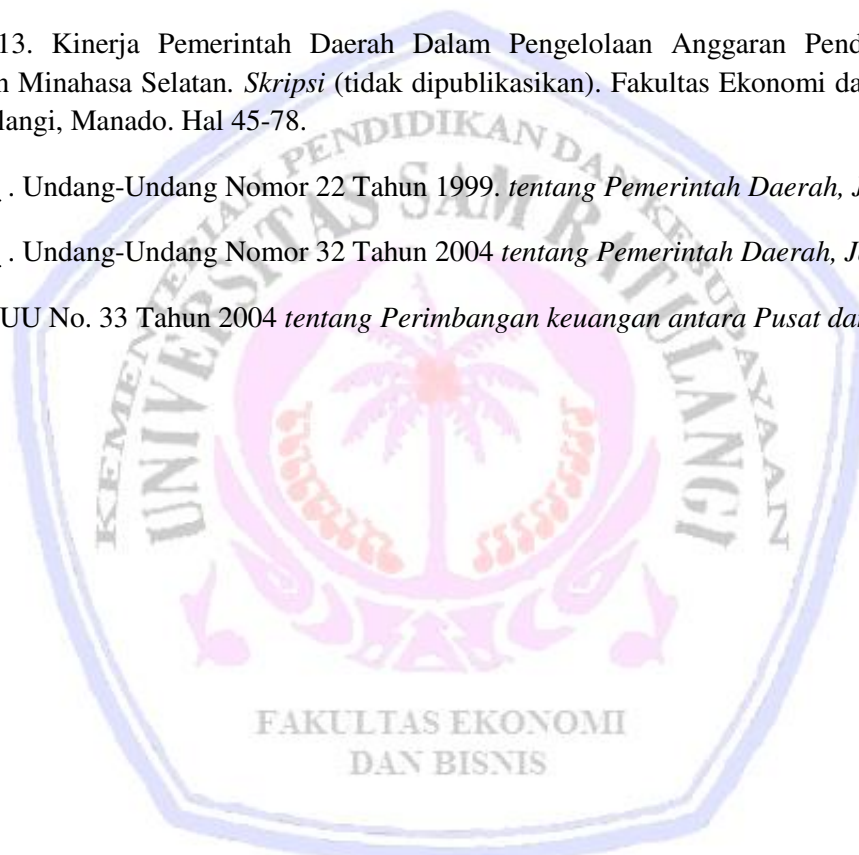 13. Kinerja Pemerintah Daerah Dalam Pengelolaan Anggaran Pend
Minahasa Selatan. Skripsi (tidak dipublikasikan). Fakultas Ekonomi da
langi, Manado. Hal 45-78.
. Undang-Undang Nomor 22 Tahun 1999. tentang Pemerintah Daerah, J
. Undang-Undang Nomor 32 Tahun 2004 tentang Pemerintah Daerah, J
UU No. 33 Tahun 2004 tentang Perimbangan keuangan antara Pusat da
KEMENTERIAN PENDIDIKAN DAN KEBUDAYAAN
UNIVERSITAS SAM RATULANGI
FAKULTAS EKONOMI
DAN BISNIS